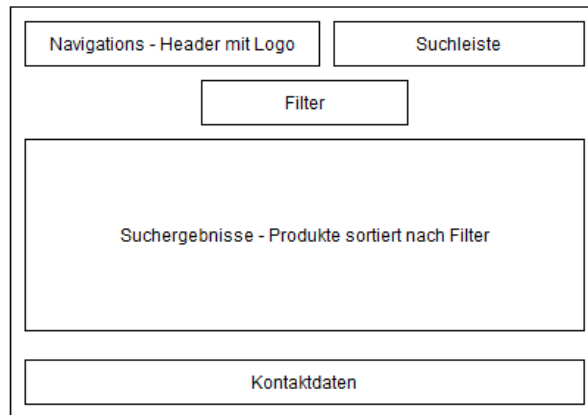 Navigations - Header mit Logo
Suchleiste
Filter
Suchergebnisse - Produkte sortiert nach Filter
Kontaktdaten